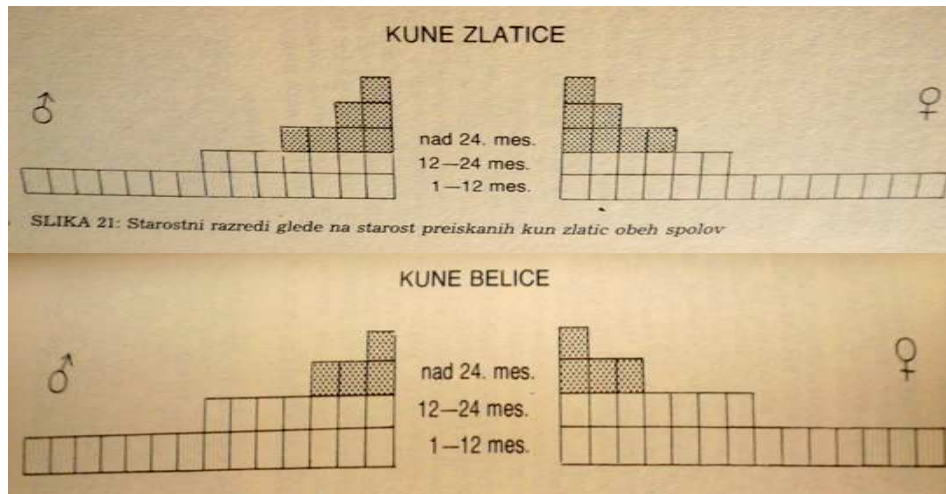 KUNE ZLATICE
♂ ♀
nad 24. mes.
12—24 mes.
1—12 mes.
SLIKA 21: Starostni razredi glede na starost preiskanih kun zlatic obeh spolov
KUNE BELICE
♂ ♀
nad 24. mes.
12—24 mes.
1—12 mes.